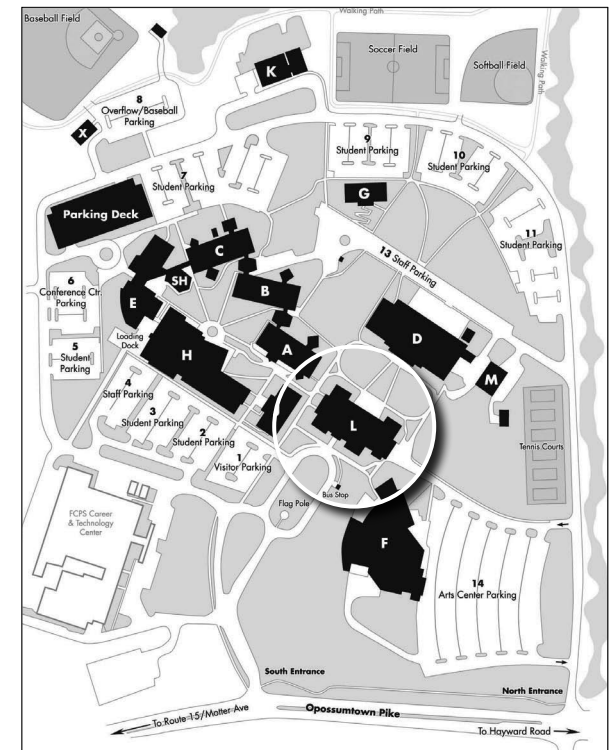 Walking Path
Baseball Field
Soccer Field
Softball Field
Walking Path
K
8
Overflow/Baseball
Parking
X
9
Student Parking
10
Student Parking
7
Student Parking
G
Parking Deck
11
Student Parking
C
13 Staff Parking
SH
6
Conference Ctr.
Parking
B
E
D
Loading
Dock
5
Student
Parking
H
A
M
4
Staff Parking
3
Student Parking
2
Student Parking
L
1
Visitor Parking
Tennis Courts
Bus Stop
Flag Pole
FCPS Career
& Technology
Center
F
14
Arts Center Parking
South Entrance
North Entrance
Opossumtown Pike
To Route 15/Motter Ave
To Hayward Road